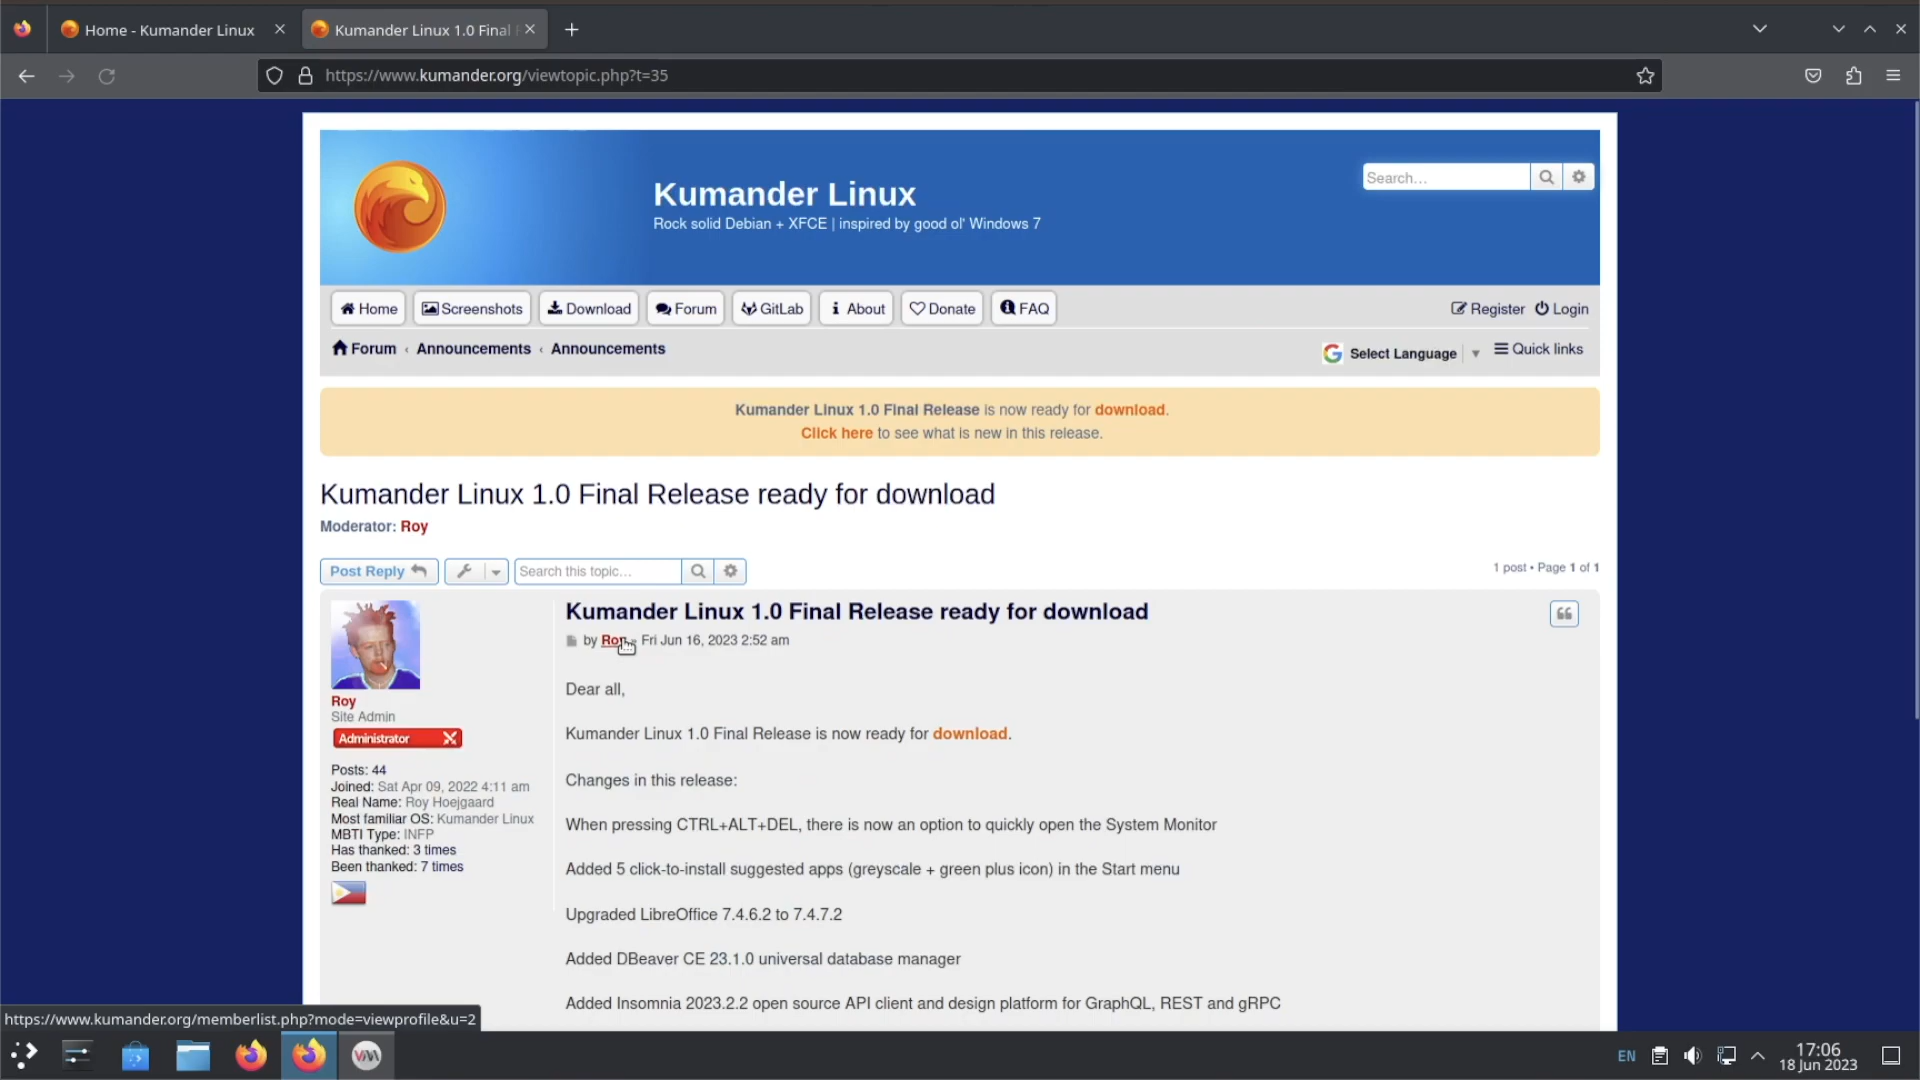 Home - Kumander Linux
Kumander Linux 1.0 Final
https://www.kumander.org/viewtopic.php?t=35
Kumander Linux
Rock solid Debian + XFCE | inspired by good ol' Windows 7
Search…
Home
Screenshots
Download
Forum
GitLab
About
Donate
FAQ
Register
Login
Forum ‹ Announcements ‹ Announcements
Select Language
Quick links
Kumander Linux 1.0 Final Release is now ready for download.
Click here to see what is new in this release.
Kumander Linux 1.0 Final Release ready for download
Moderator: Roy
Post Reply
Search this topic…
1 post • Page 1 of 1
Roy
Site Admin
Administrator
Posts: 44
Joined: Sat Apr 09, 2022 4:11 am
Real Name: Roy Hoejgaard
Most familiar OS: Kumander Linux
MBTI Type: INFP
Has thanked: 3 times
Been thanked: 7 times
Kumander Linux 1.0 Final Release ready for download
by Roy » Fri Jun 16, 2023 2:52 am
Dear all,
Kumander Linux 1.0 Final Release is now ready for download.
Changes in this release:
When pressing CTRL+ALT+DEL, there is now an option to quickly open the System Monitor
Added 5 click-to-install suggested apps (greyscale + green plus icon) in the Start menu
Upgraded LibreOffice 7.4.6.2 to 7.4.7.2
Added DBeaver CE 23.1.0 universal database manager
Added Insomnia 2023.2.2 open source API client and design platform for GraphQL, REST and gRPC
https://www.kumander.org/memberlist.php?mode=viewprofile&u=2
EN
17:06
18 Jun 2023